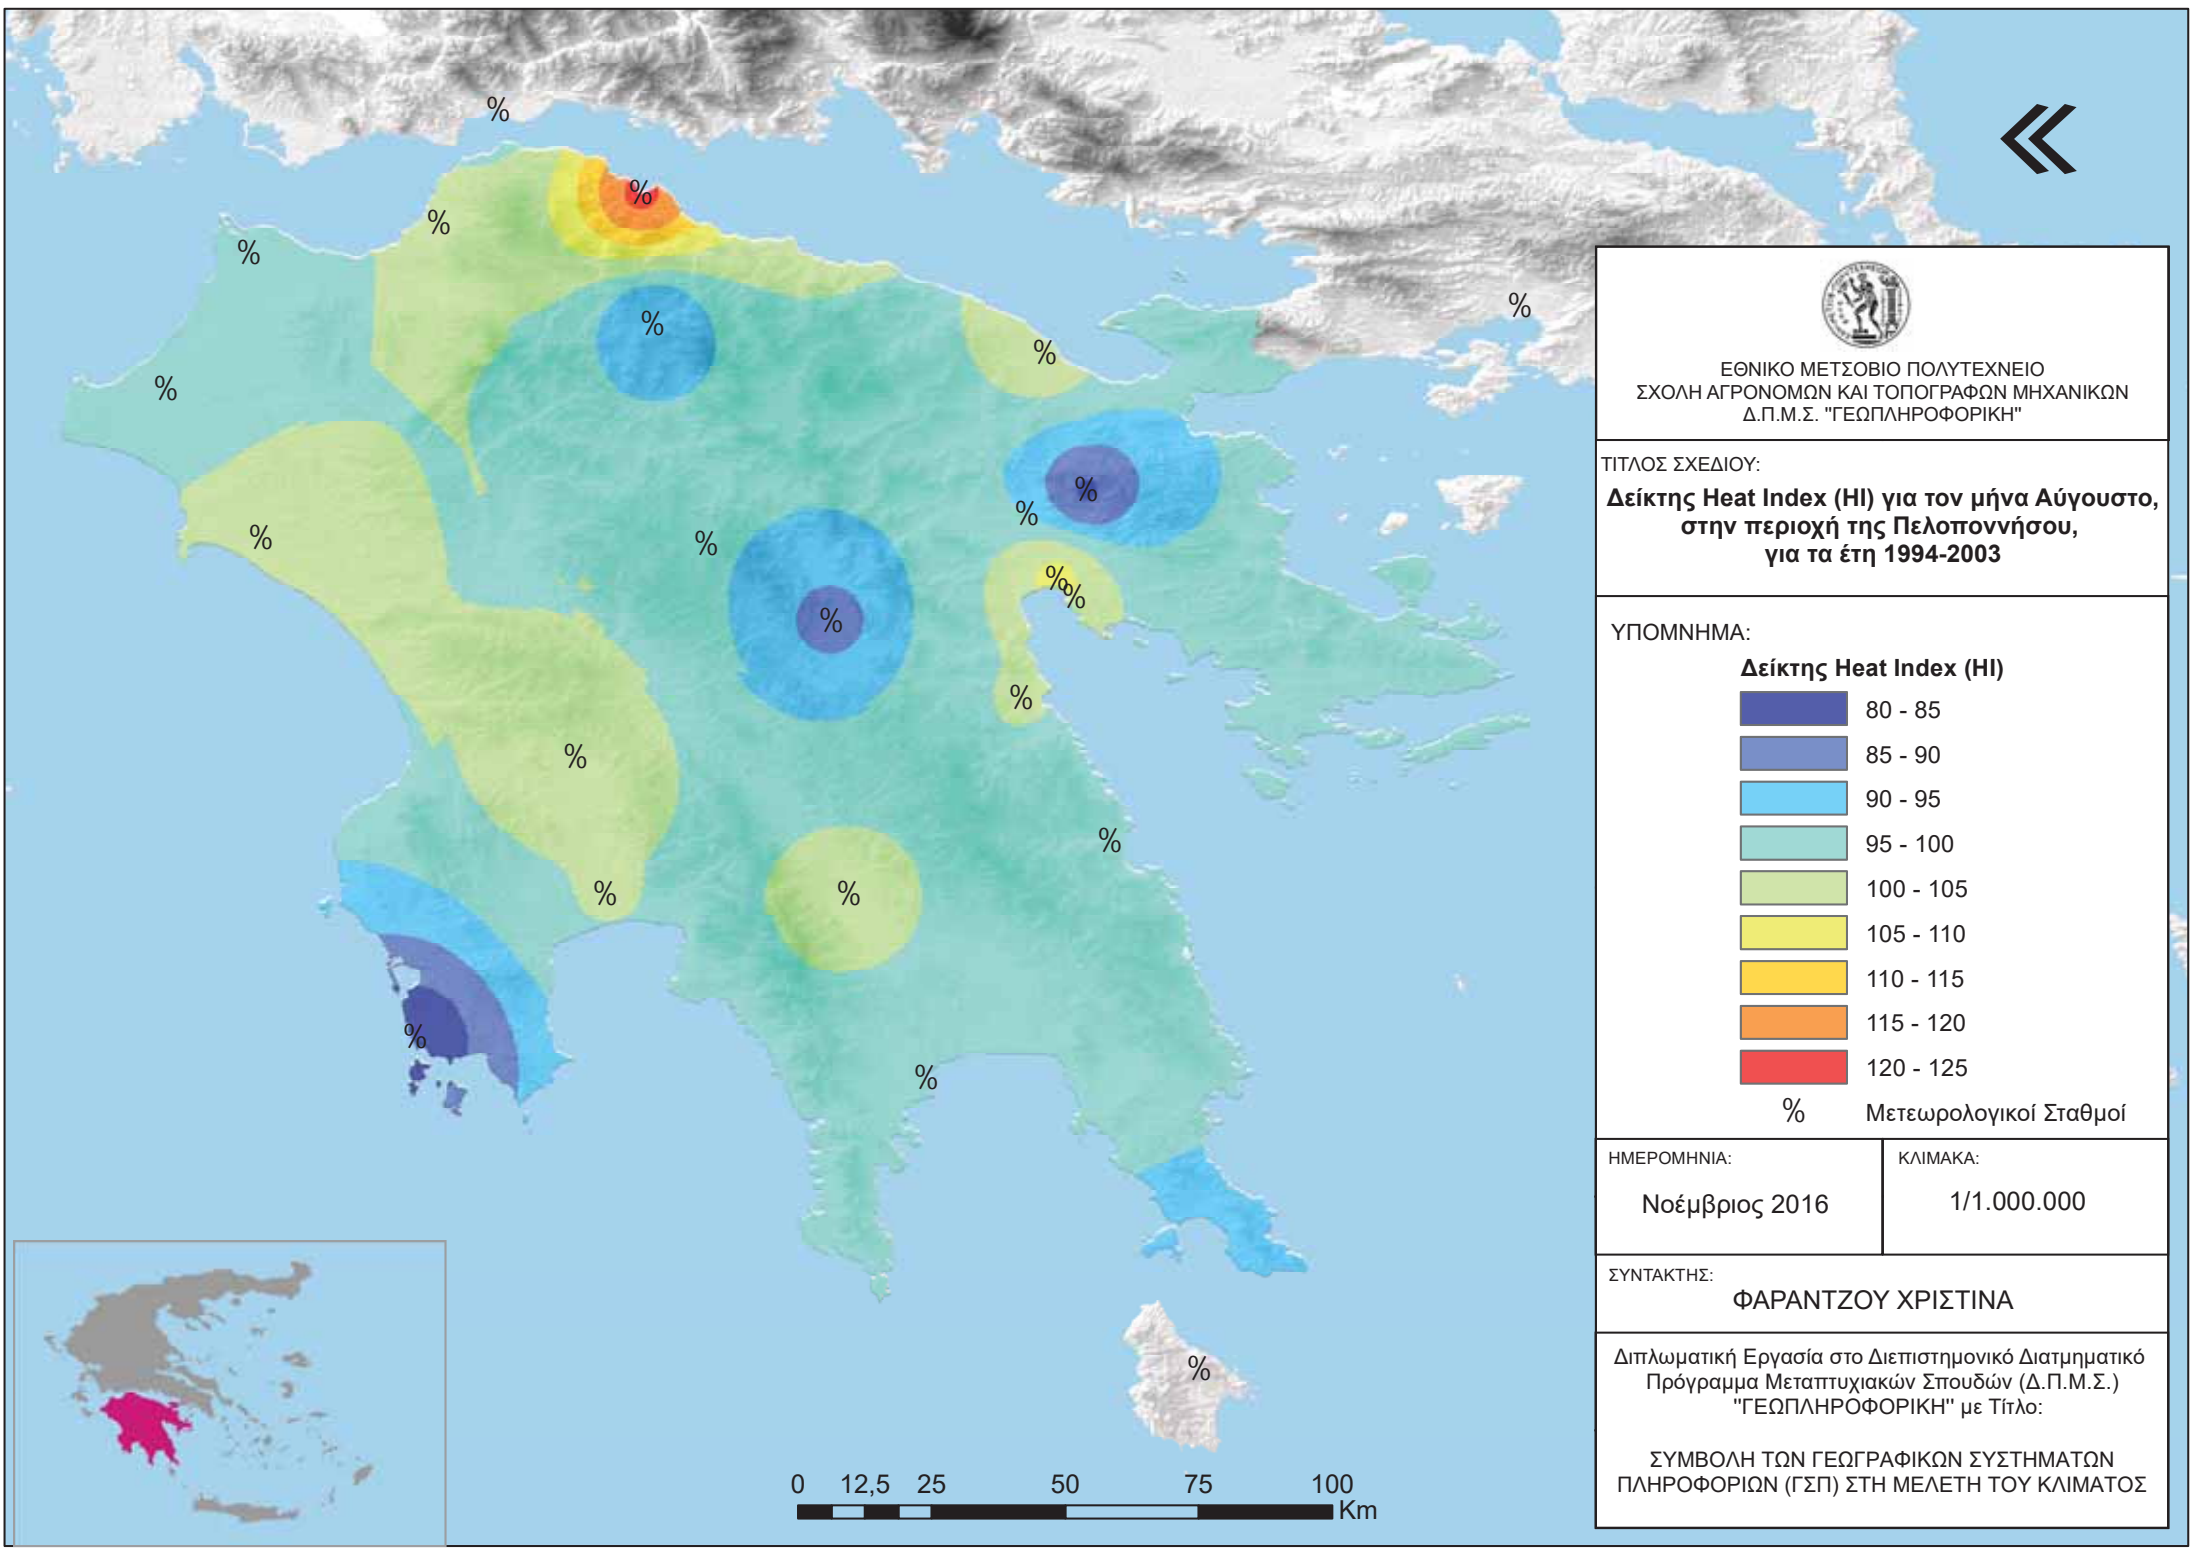 ΕΘΝΙΚΟ ΜΕΤΣΟΒΙΟ ΠΟΛΥΤΕΧΝΕΙΟ
ΣΧΟΛΗ ΑΓΡΟΝΟΜΩΝ ΚΑΙ ΤΟΠΟΓΡΑΦΩΝ ΜΗΧΑΝΙΚΩΝ
Δ.Π.Μ.Σ. "ΓΕΩΠΛΗΡΟΦΟΡΙΚΗ"
ΤΙΤΛΟΣ ΣΧΕΔΙΟΥ:
Δείκτης Heat Index (HI) για τον μήνα Αύγουστο,
στην περιοχή της Πελοποννήσου,
για τα έτη 1994-2003
ΥΠΟΜΝΗΜΑ:
Δείκτης Heat Index (HI)
80 - 85
85 - 90
90 - 95
95 - 100
100 - 105
105 - 110
110 - 115
115 - 120
120 - 125
% Μετεωρολογικοί Σταθμοί
ΗΜΕΡΟΜΗΝΙΑ:
Νοέμβριος 2016
ΚΛΙΜΑΚΑ:
1/1.000.000
ΣΥΝΤΑΚΤΗΣ:
ΦΑΡΑΝΤΖΟΥ ΧΡΙΣΤΙΝΑ
Διπλωματική Εργασία στο Διεπιστημονικό Διατμηματικό
Πρόγραμμα Μεταπτυχιακών Σπουδών (Δ.Π.Μ.Σ.)
"ΓΕΩΠΛΗΡΟΦΟΡΙΚΗ" με Τίτλο:
ΣΥΜΒΟΛΗ ΤΩΝ ΓΕΩΓΡΑΦΙΚΩΝ ΣΥΣΤΗΜΑΤΩΝ
ΠΛΗΡΟΦΟΡΙΩΝ (ΓΣΠ) ΣΤΗ ΜΕΛΕΤΗ ΤΟΥ ΚΛΙΜΑΤΟΣ
0 12,5 25 50 75 100
Km